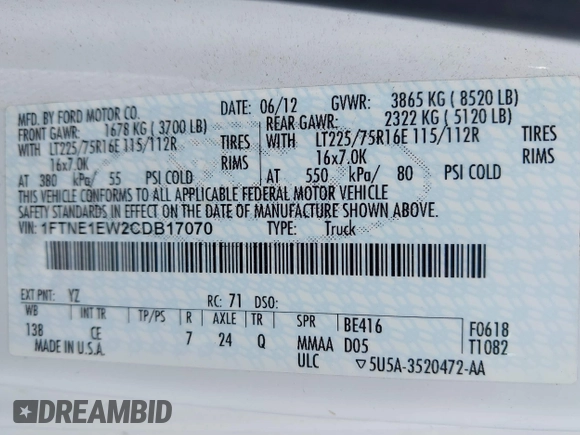 MFD. BY FORD MOTOR CO.
DATE: 06/12 GVWR: 3865 KG ( 8520 LB)
FRONT GAWR: 1678 KG ( 3700 LB)
REAR GAWR: 2322 KG ( 5120 LB)
WITH LT225/75R16E 115/112R TIRES
WITH LT225/75R16E 115/112R TIRES
16x7.0K RIMS
16x7.0K RIMS
AT 380 kPa/ 55 PSI COLD
AT 550 kPa/ 80 PSI COLD
THIS VEHICLE CONFORMS TO ALL APPLICABLE FEDERAL MOTOR VEHICLE
SAFETY STANDARDS IN EFFECT ON THE DATE OF MANUFACTURE SHOWN ABOVE.
VIN: 1FTNE1EW2CDB17070 TYPE: Truck
EXT PNT: YZ RC: 71 DSO:
WB INT TR TP/PS R AXLE TR SPR BE416 F0618
138 CE 7 24 Q MMAA D05 T1082
MADE IN U.S.A. ULC ▽5U5A-3520472-AA
DREAMBID